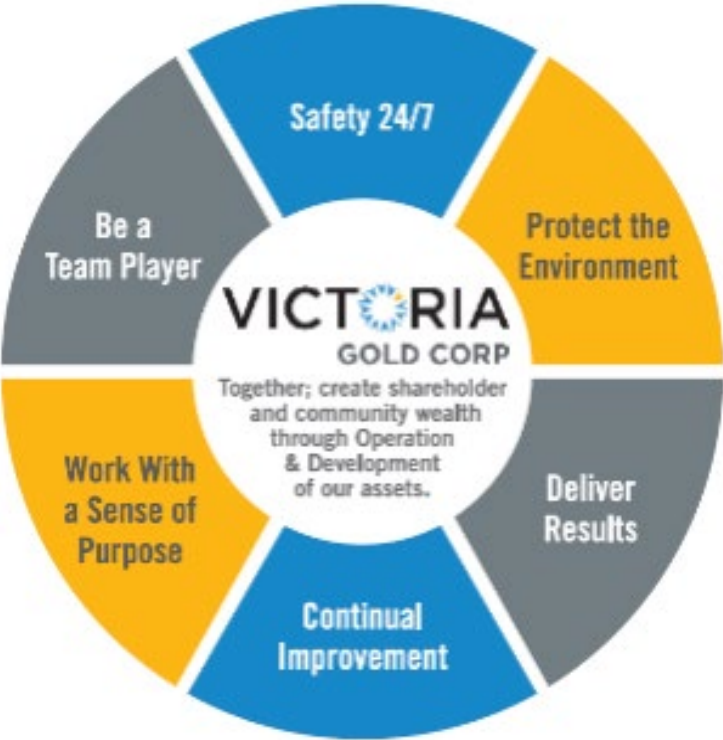 Safety 24/7
Protect the
Environment
Deliver
Results
Continual
Improvement
Work With
a Sense of
Purpose
Be a
Team Player
VICTORIA
GOLD CORP
Together; create shareholder
and community wealth
through Operation
& Development
of our assets.